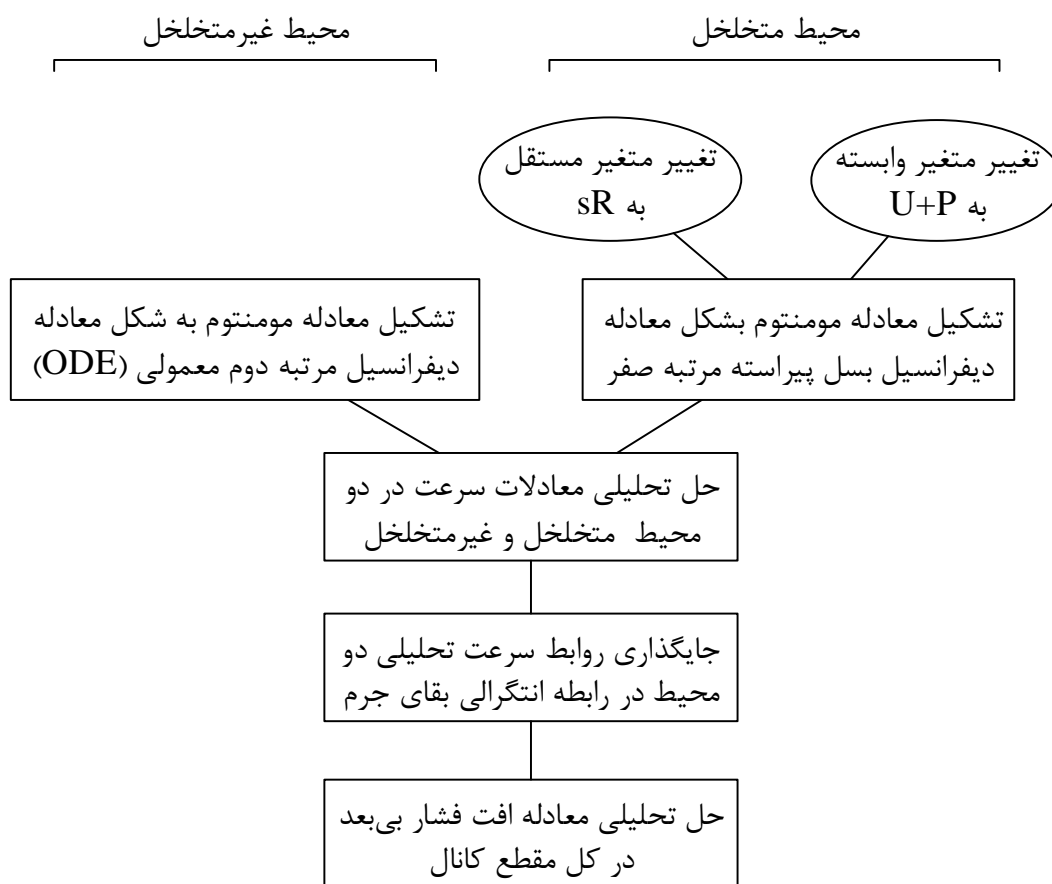 محیط متخلخل
محیط غیرمتخلخل
تغییر متغیر وابسته
به U+P
تغییر متغیر مستقل
به sR
تشکیل معادله مومنتوم بشکل معادله
دیفرانسیل بسل پیراسته مرتبه صفر
تشکیل معادله مومنتوم به شکل معادله
دیفرانسیل مرتبه دوم معمولی (ODE)
حل تحلیلی معادلات سرعت در دو
محیط متخلخل و غیرمتخلخل
جایگذاری روابط سرعت تحلیلی دو
محیط در رابطه انتگرالی بقای جرم
حل تحلیلی معادله افت فشار بی‌بعد
در کل مقطع کانال